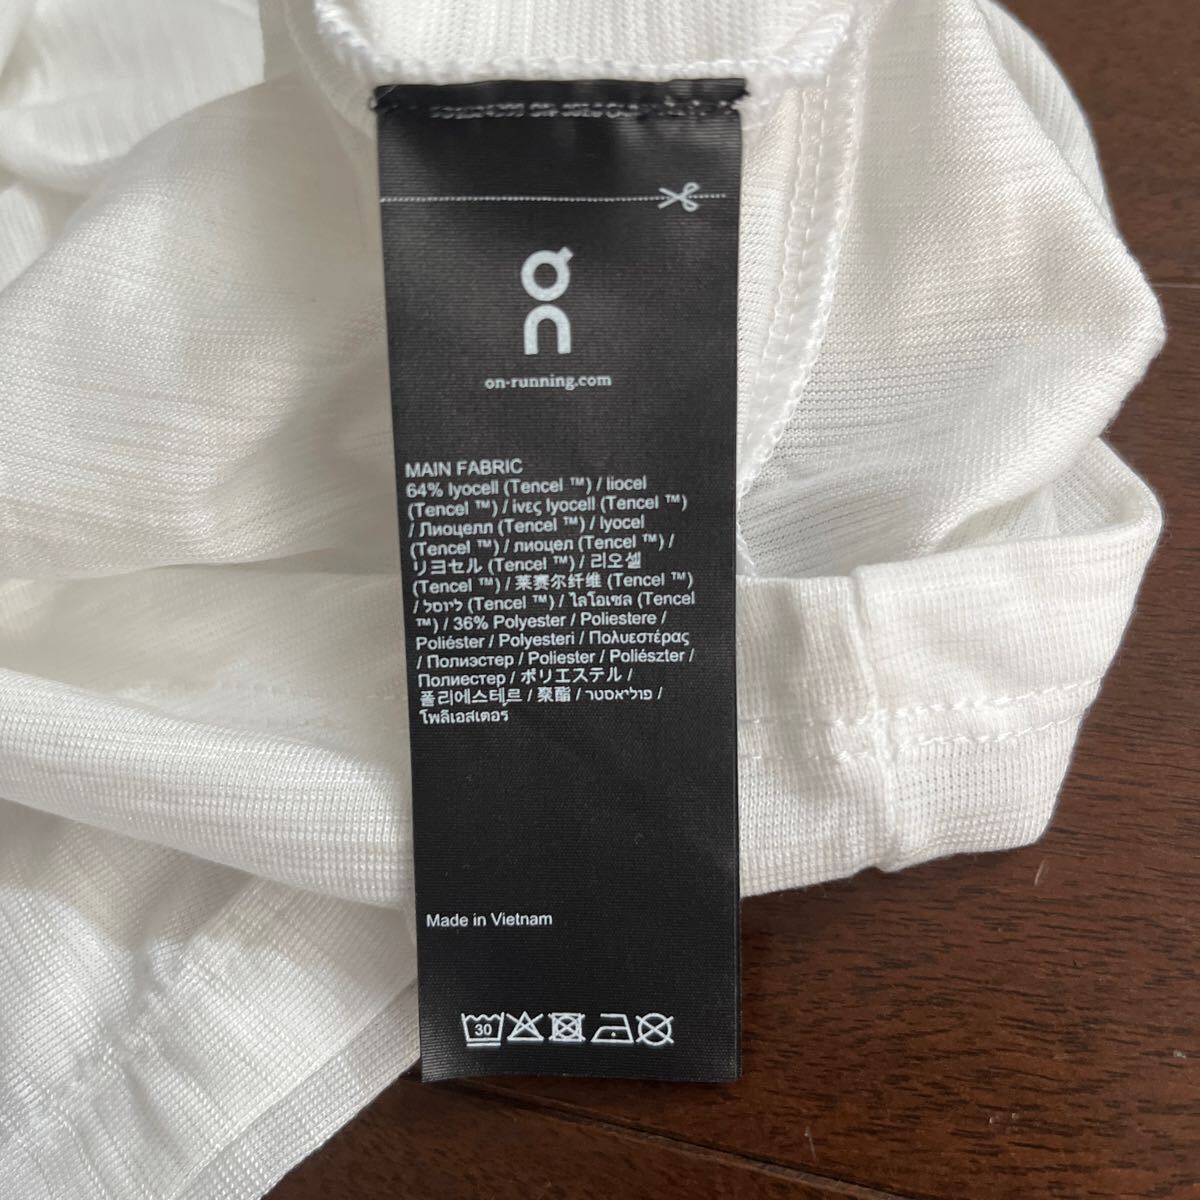 on
on-running.com
MAIN FABRIC
64% lyocell (Tencel ™) / liocel
(Tencel ™) / ίνες lyocell (Tencel ™)
/ Лиоцелл (Tencel ™) / lyocel
(Tencel ™) / лиоцел (Tencel ™) /
リヨセル (Tencel ™) / 리오셀
(Tencel ™) / 莱赛尔纤维 (Tencel ™)
/ ליוסל (Tencel ™) / ไลโอเซล (Tencel
™) / 36% Polyester / Poliestere /
Poliéster / Polyesteri / Πολυεστέρας
/ Полиэстер / Poliester / Poliészter /
Полиестер / ポリエステル /
폴리에스테르 / 聚酯 / פוליאסטר /
โพลีเอสเตอร์
Made in Vietnam
30